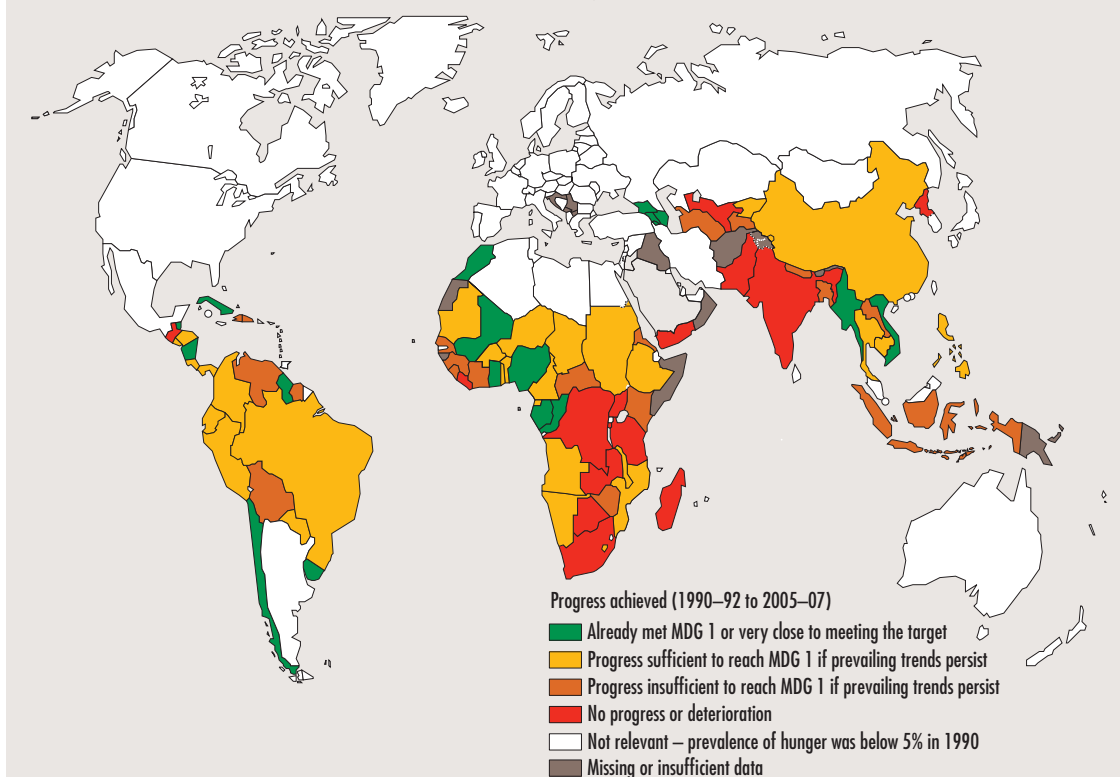 Progress achieved (1990–92 to 2005–07)
Already met MDG 1 or very close to meeting the target
Progress sufficient to reach MDG 1 if prevailing trends persist
Progress insufficient to reach MDG 1 if prevailing trends persist
No progress or deterioration
Not relevant – prevalence of hunger was below 5% in 1990
Missing or insufficient data